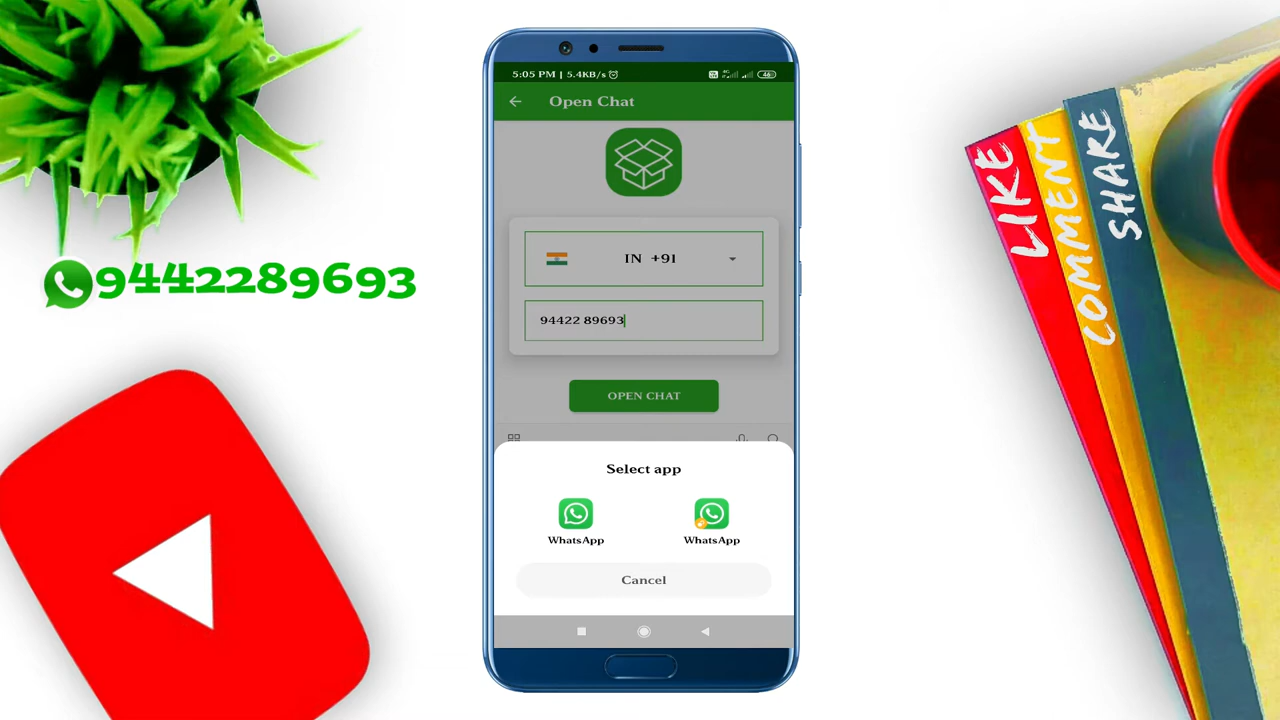 5:05 PM | 5.4KB/s
46
Open Chat
IN +91
94422 89693
OPEN CHAT
Select app
WhatsApp
WhatsApp
Cancel
9442289693
LIKE
COMMENT
SHARE